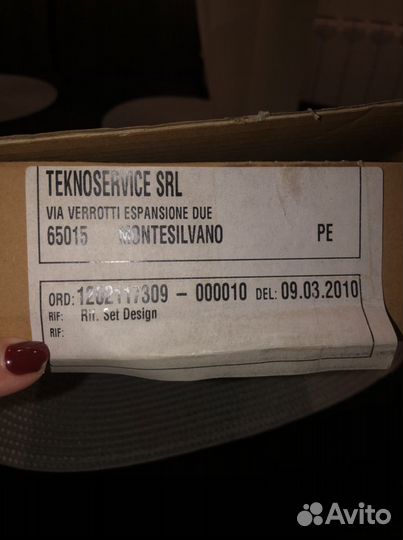 TEKNOSERVICE SRL
VIA VERROTTI ESPANSIONE DUE
65015 MONTESILVANO PE
ORD: 1202117309 - 000010 DEL: 09.03.2010
RIF: Rif. Set Design
RIF:
Avito